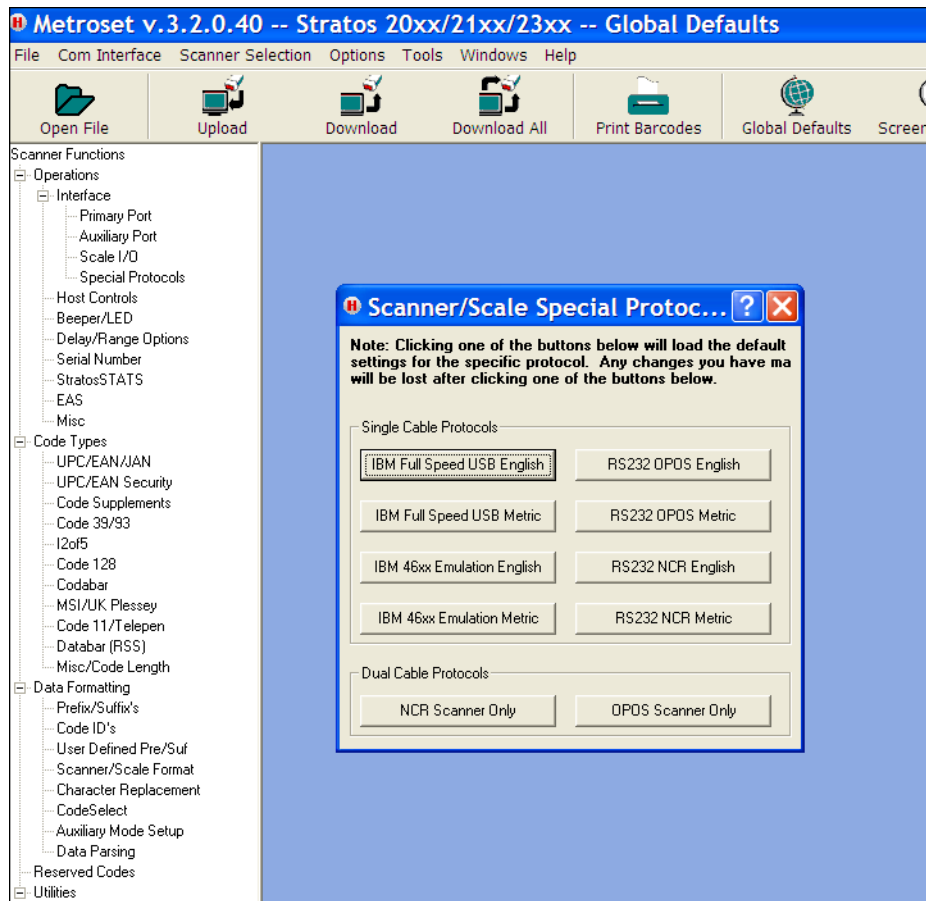 Metroset v.3.2.0.40 -- Stratos 20xx/21xx/23xx -- Global Defaults
File Com Interface Scanner Selection Options Tools Windows Help
Open File Upload Download Download All Print Barcodes Global Defaults Screen
Scanner Functions
Operations
Interface
Primary Port
Auxiliary Port
Scale I/O
Special Protocols
Host Controls
Beeper/LED
Delay/Range Options
Serial Number
StratosSTATS
EAS
Misc
Code Types
UPC/EAN/JAN
UPC/EAN Security
Code Supplements
Code 39/93
I2of5
Code 128
Codabar
MSI/UK Plessey
Code 11/Telepen
Databar (RSS)
Misc/Code Length
Data Formatting
Prefix/Suffix's
Code ID's
User Defined Pre/Suf
Scanner/Scale Format
Character Replacement
CodeSelect
Auxiliary Mode Setup
Data Parsing
Reserved Codes
Utilities
Scanner/Scale Special Protoc...
Note: Clicking one of the buttons below will load the default
settings for the specific protocol. Any changes you have ma
will be lost after clicking one of the buttons below.
Single Cable Protocols
IBM Full Speed USB English RS232 OPOS English
IBM Full Speed USB Metric RS232 OPOS Metric
IBM 46xx Emulation English RS232 NCR English
IBM 46xx Emulation Metric RS232 NCR Metric
Dual Cable Protocols
NCR Scanner Only OPOS Scanner Only